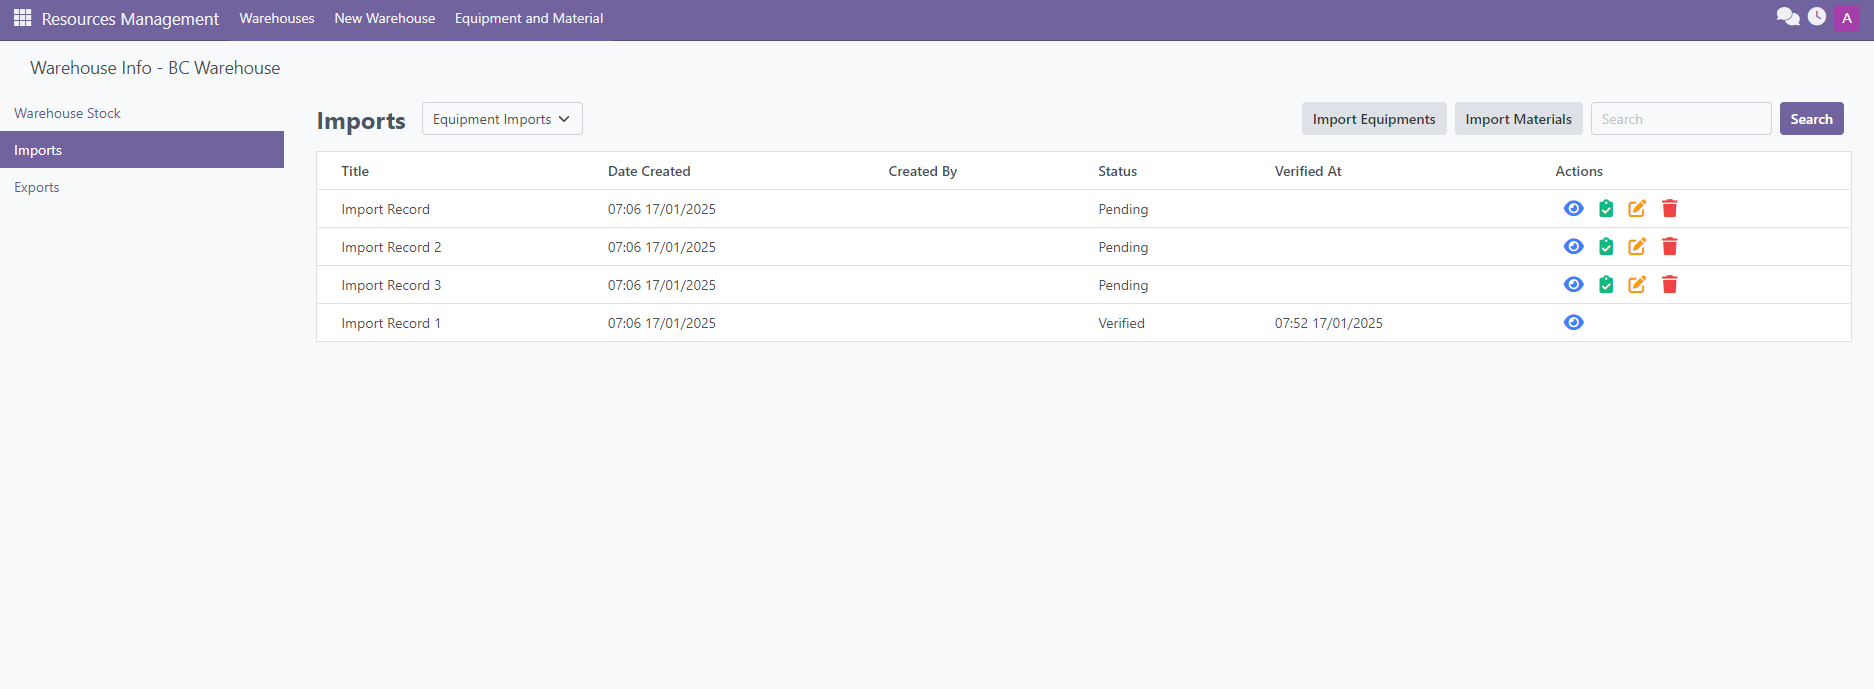 Resources Management Warehouses New Warehouse Equipment and Material A
Warehouse Info - BC Warehouse
Warehouse Stock
Imports
Exports
Imports Equipment Imports Import Equipments Import Materials Search Search
Title Date Created Created By Status Verified At Actions
Import Record 07:06 17/01/2025 Pending
Import Record 2 07:06 17/01/2025 Pending
Import Record 3 07:06 17/01/2025 Pending
Import Record 1 07:06 17/01/2025 Verified 07:52 17/01/2025